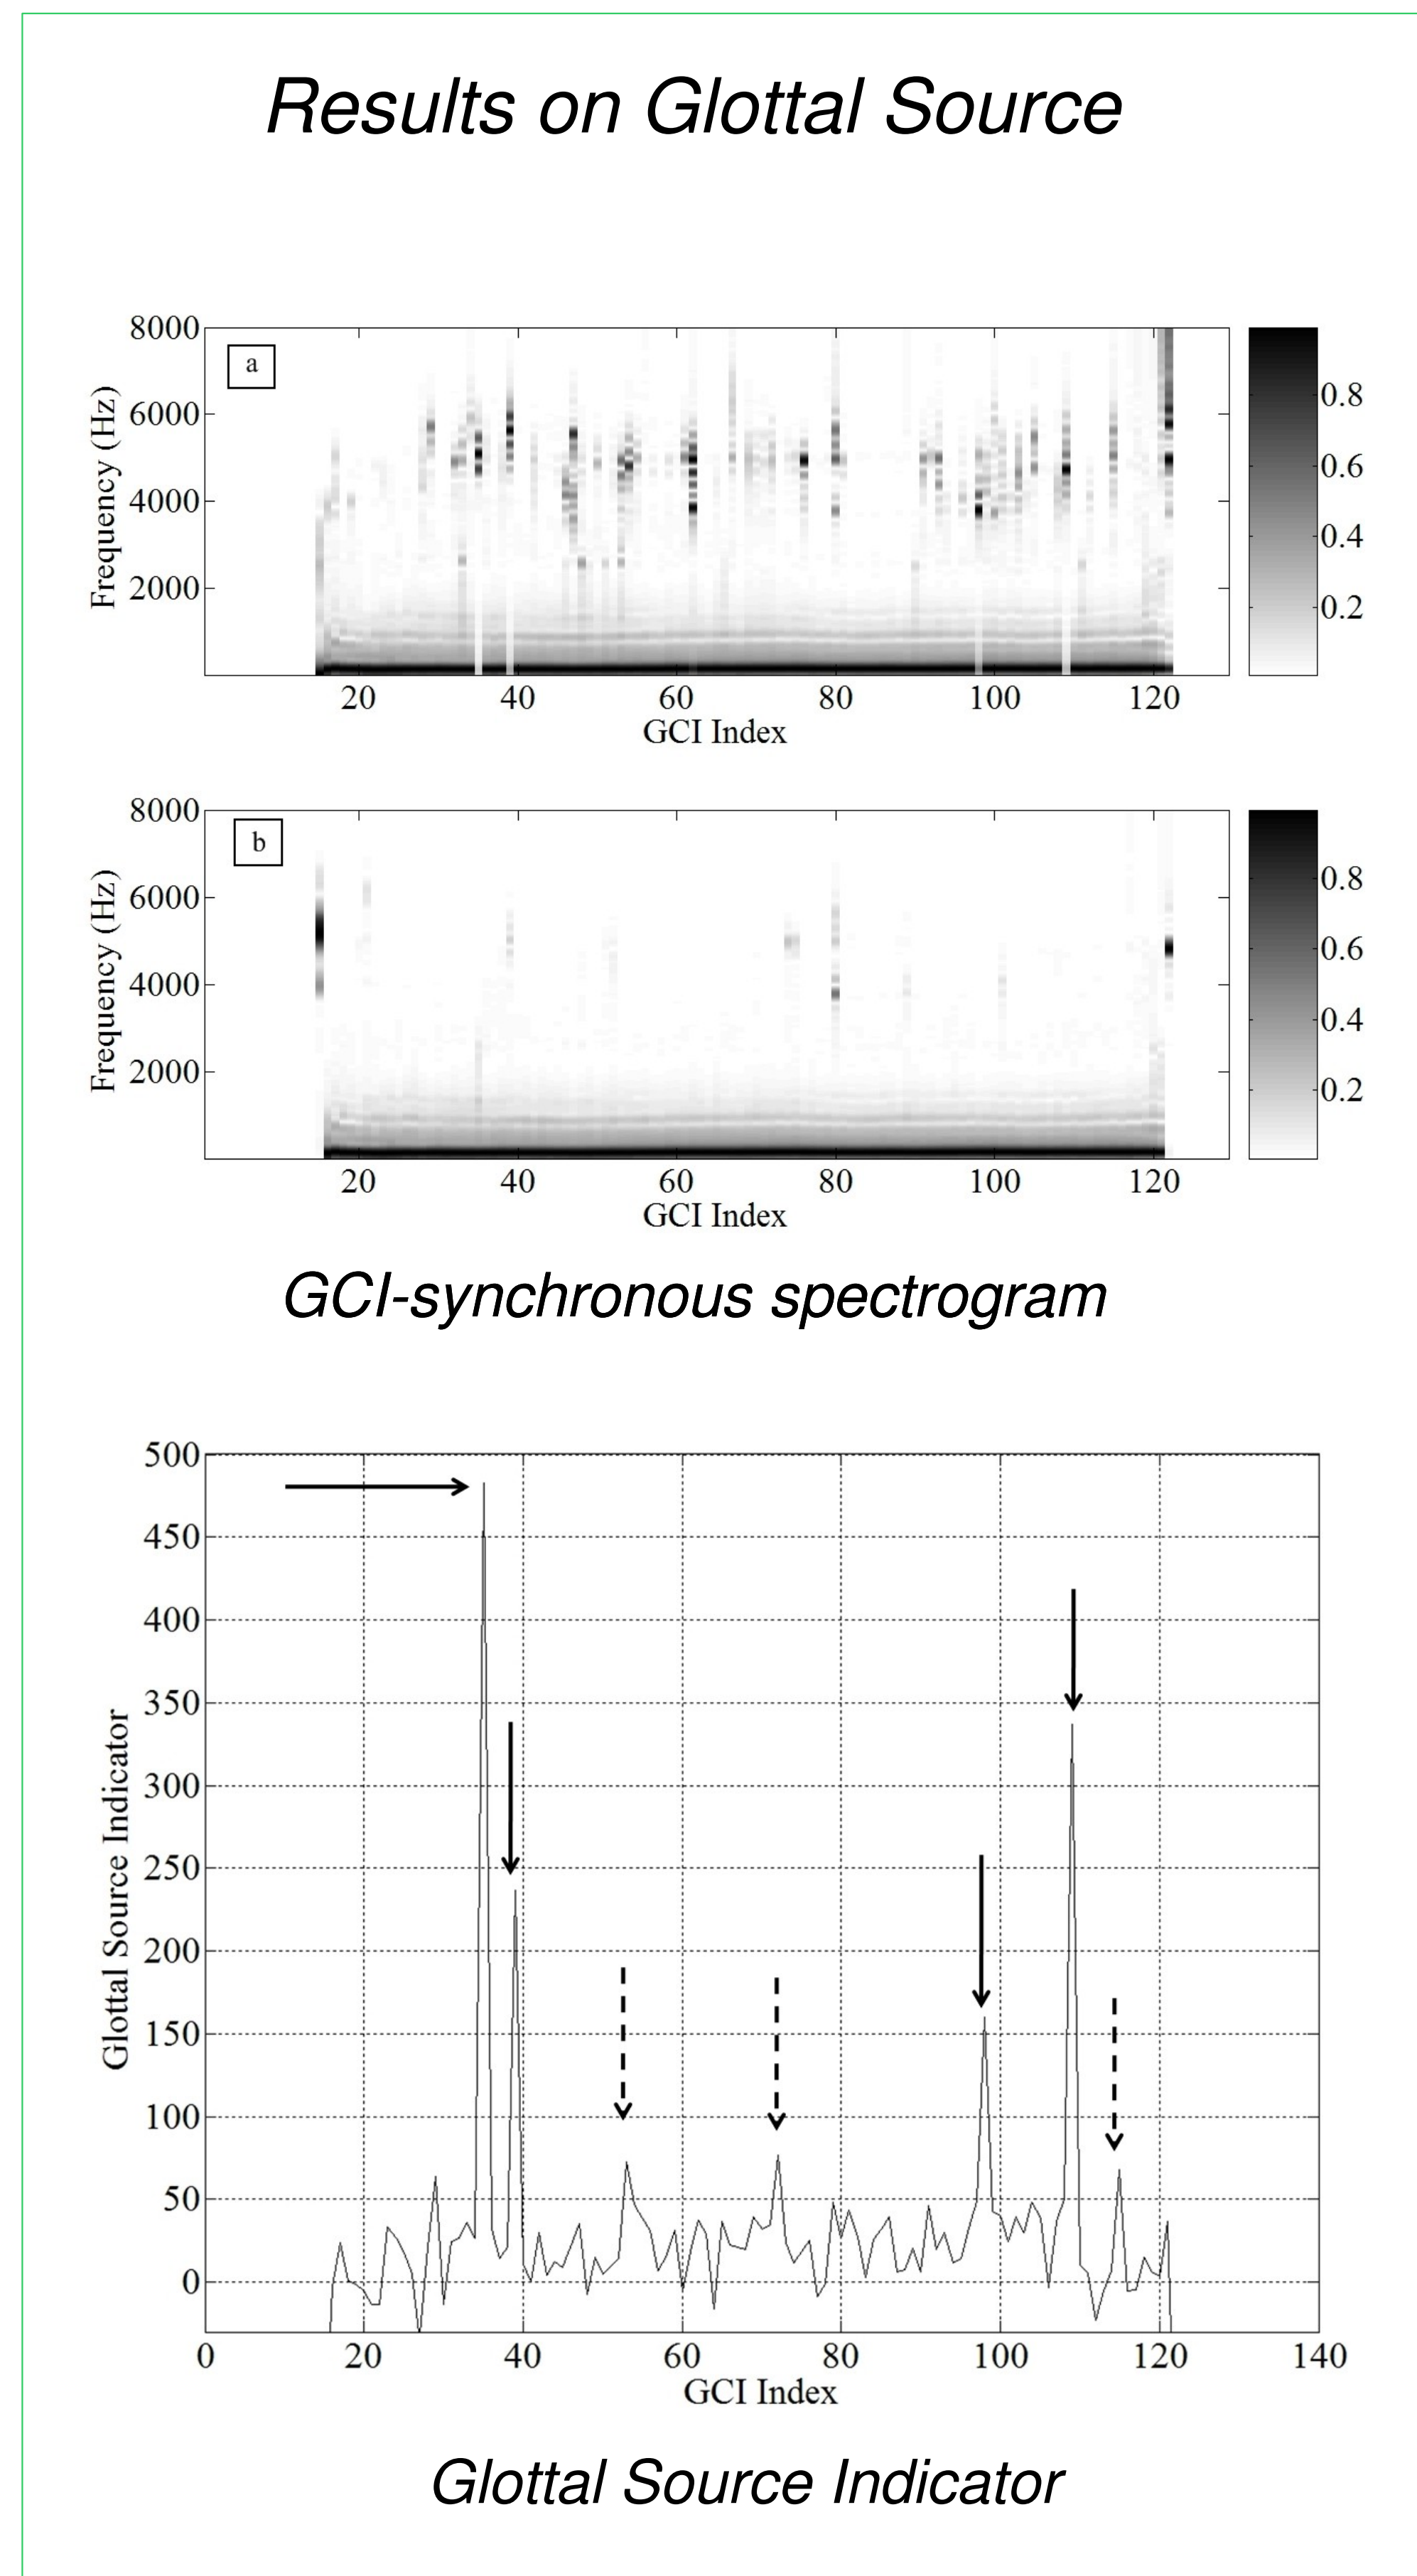 Results on Glottal Source
a
8000
6000
4000
2000
Frequency (Hz)
20 40 60 80 100 120
GCI Index
0.8
0.6
0.4
0.2
b
8000
6000
4000
2000
Frequency (Hz)
20 40 60 80 100 120
GCI Index
0.8
0.6
0.4
0.2
GCI-synchronous spectrogram
500
450
400
350
300
250
200
150
100
50
0
Glottal Source Indicator
0 20 40 60 80 100 120 140
GCI Index
Glottal Source Indicator